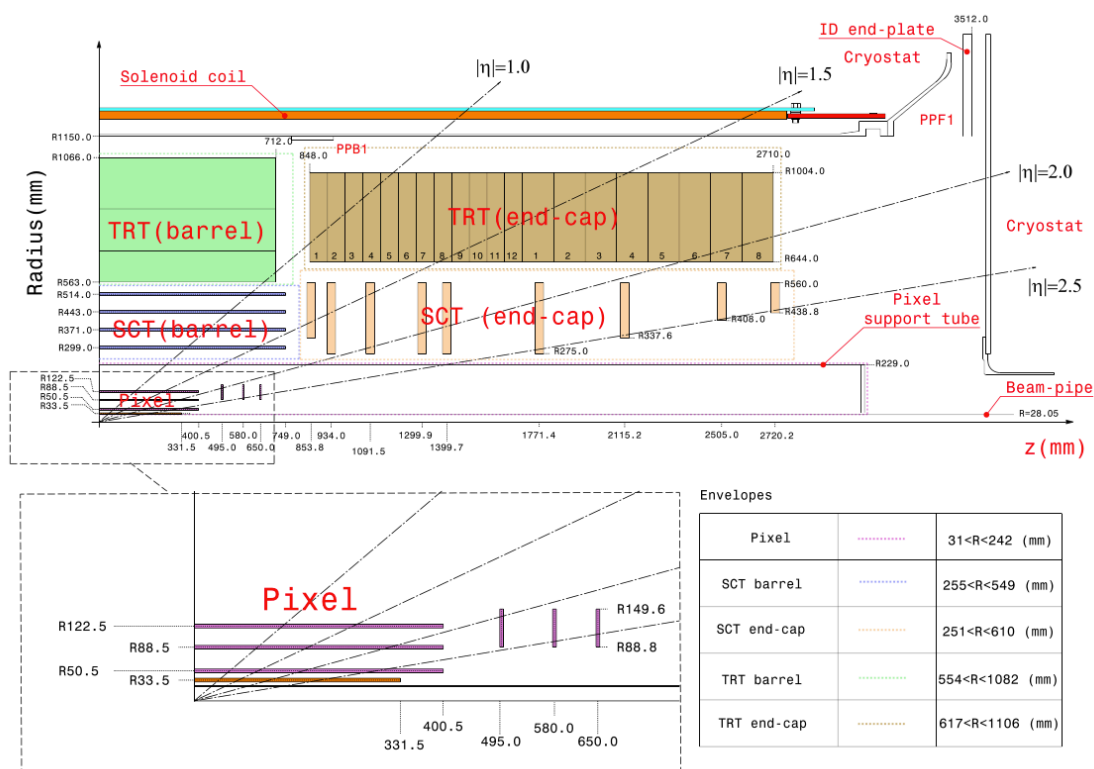 3512.0
ID end-plate
Cryostat
|η|=1.0
|η|=1.5
Solenoid coil
PPF1
R1150.0
712.0
PPB1
R1066.0
848.0
2710.0
R1004.0
|η|=2.0
Radius(mm)
TRT(barrel)
TRT(end-cap)
Cryostat
1 2 3 4 5 6 7 8 9 10 11 12 1 2 3 4 5 6 7 8
R644.0
R563.0
R560.0
|η|=2.5
R514.0
R443.0
R438.8
SCT(barrel)
SCT (end-cap)
Pixel
support tube
R408.0
R371.0
R337.6
R299.0
R275.0
R229.0
R122.5
R88.5
R50.5
R33.5
Pixel
Beam-pipe
R=28.05
400.5 580.0 749.0 934.0 1299.9 1771.4 2115.2 2505.0 2720.2
331.5 495.0 650.0 853.8 1091.5 1399.7
z(mm)
Envelopes
Pixel 31<R<242 (mm)
SCT barrel 255<R<549 (mm)
SCT end-cap 251<R<610 (mm)
TRT barrel 554<R<1082 (mm)
TRT end-cap 617<R<1106 (mm)
Pixel
R149.6
R122.5
R88.5
R88.8
R50.5
R33.5
400.5 580.0
331.5 495.0 650.0